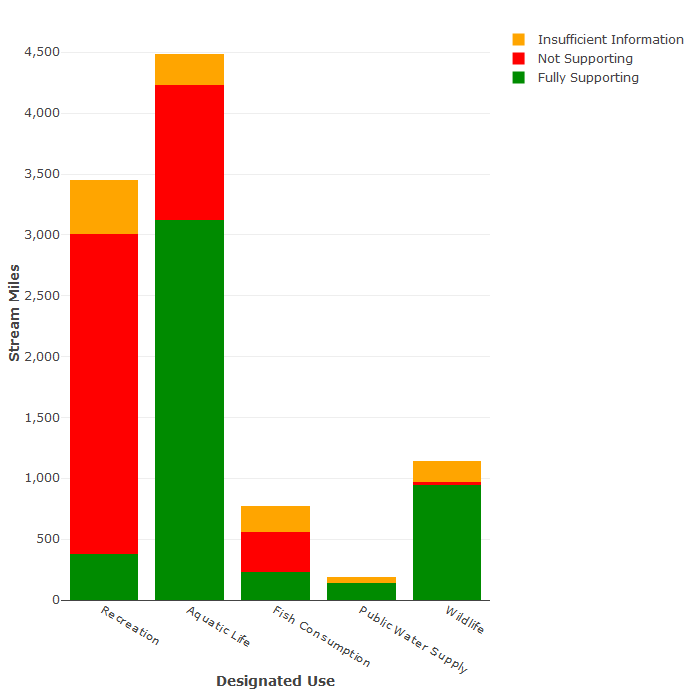 Insufficient Information
Not Supporting
Fully Supporting
4,500
4,000
3,500
3,000
2,500
2,000
1,500
1,000
500
0
Stream Miles
Recreation
Aquatic Life
Fish Consumption
Public Water Supply
Wildlife
Designated Use